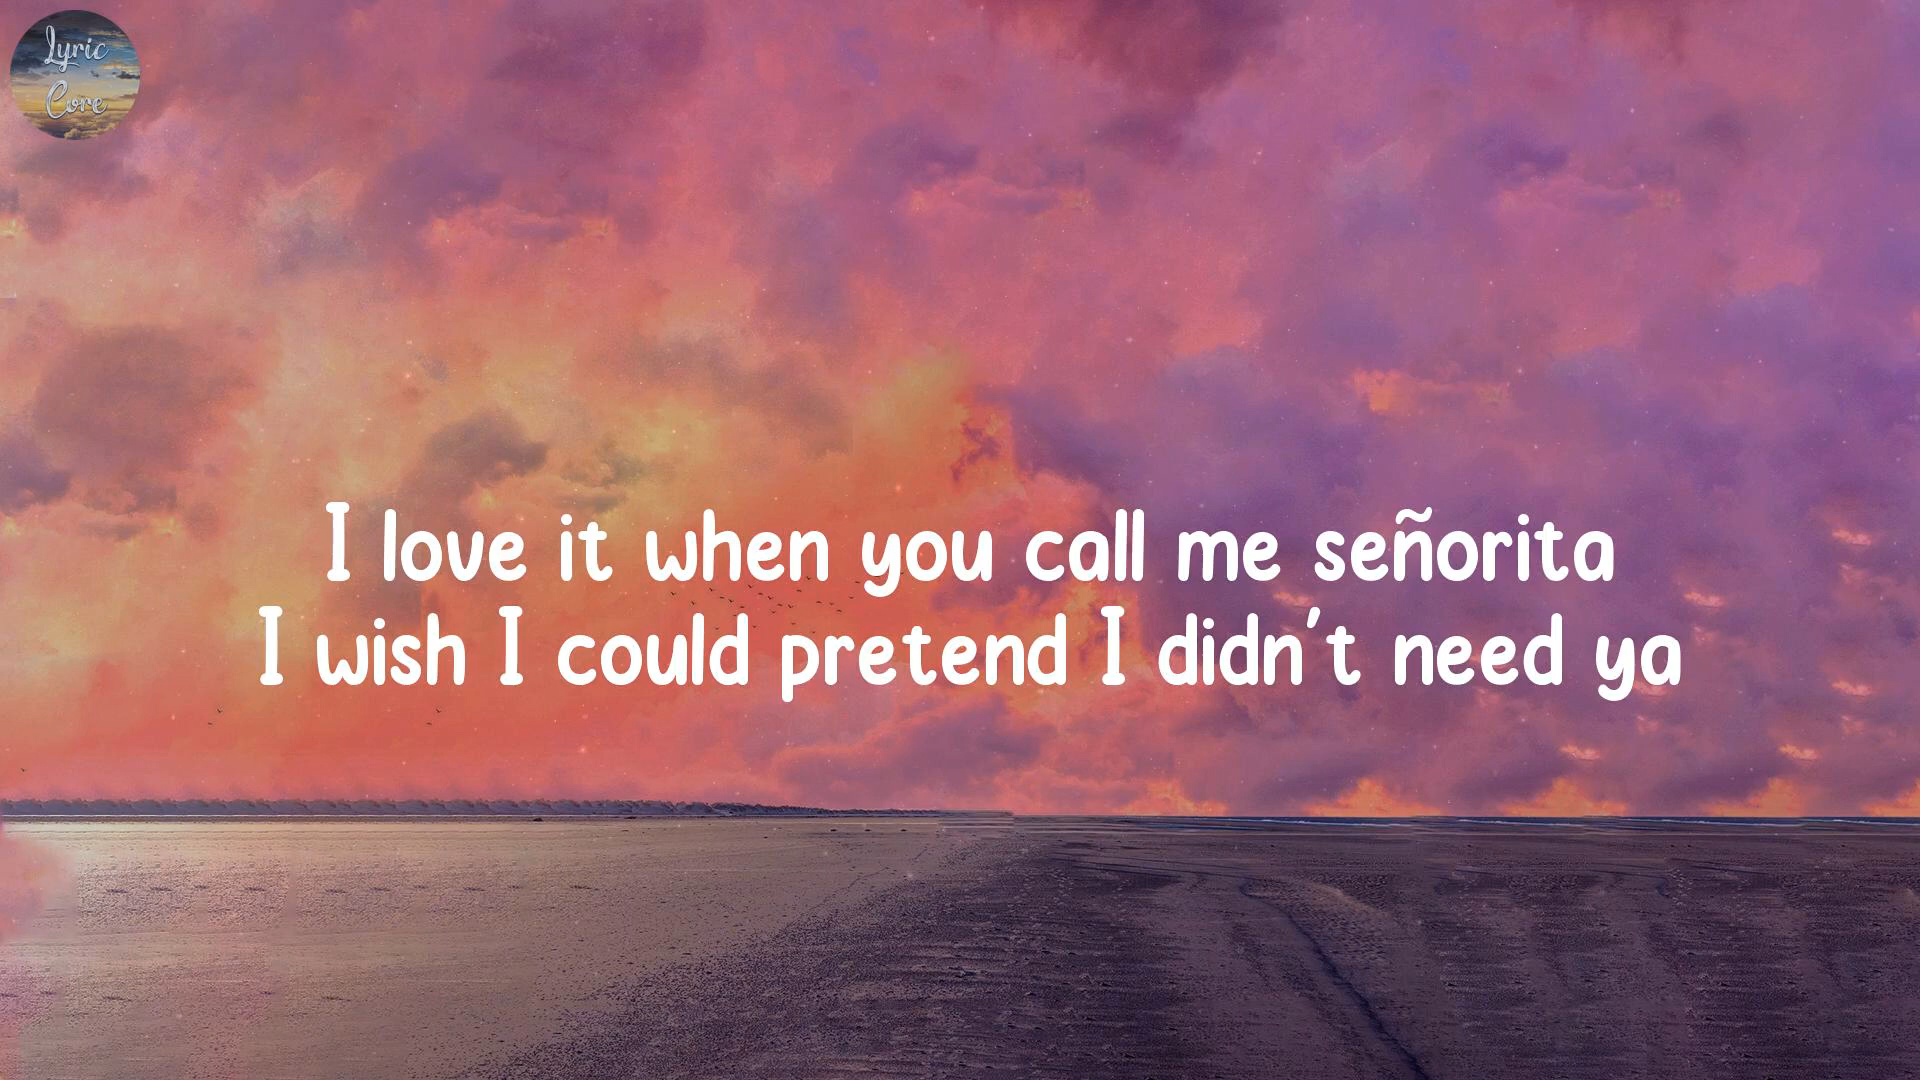 Lyric
Core
I love it when you call me señorita
I wish I could pretend I didn't need ya